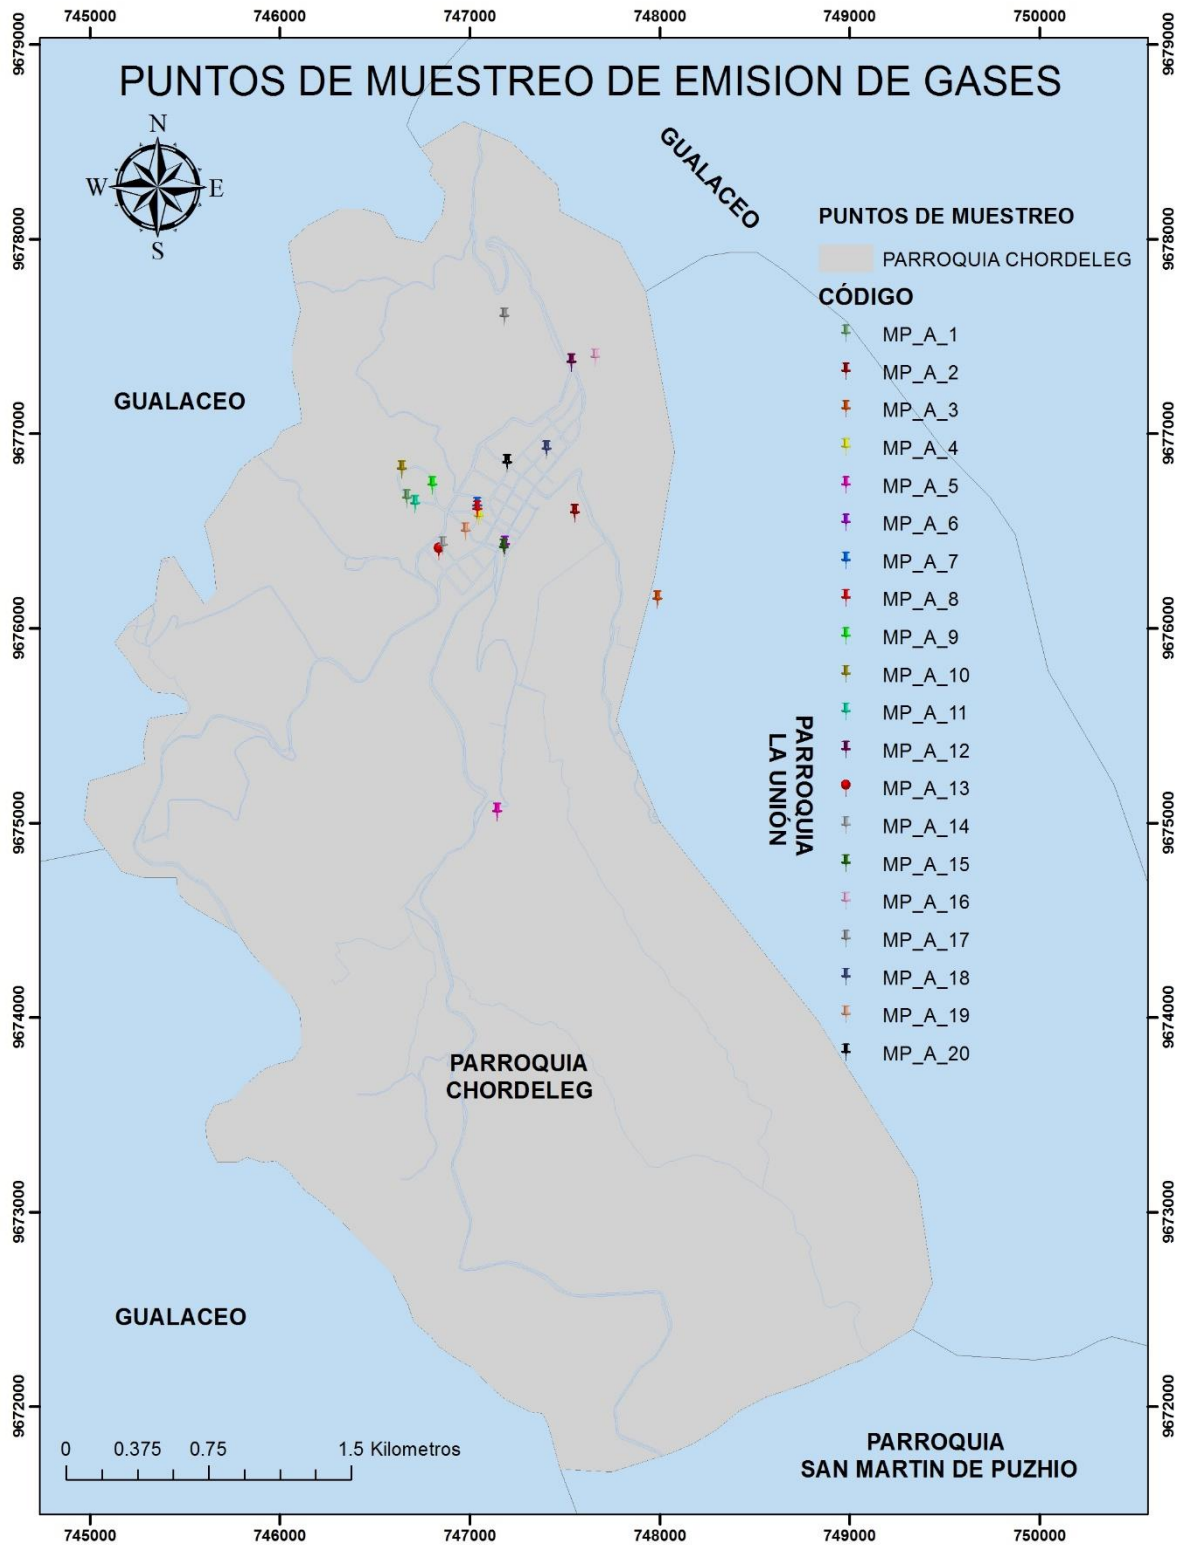 745000 746000 747000 748000 749000 750000
9679000 9679000
PUNTOS DE MUESTREO DE EMISION DE GASES
N
W E
S
GUALACEO
PUNTOS DE MUESTREO
PARROQUIA CHORDELEG
CÓDIGO
MP_A_1
MP_A_2
MP_A_3
MP_A_4
MP_A_5
MP_A_6
MP_A_7
MP_A_8
MP_A_9
MP_A_10
MP_A_11
MP_A_12
MP_A_13
MP_A_14
MP_A_15
MP_A_16
MP_A_17
MP_A_18
MP_A_19
MP_A_20
9678000 9678000
GUALACEO
9677000 9677000
9676000 9676000
PARROQUIA
LA UNIÓN
9675000 9675000
9674000 9674000
PARROQUIA
CHORDELEG
9673000 9673000
GUALACEO
9672000 9672000
0 0.375 0.75 1.5 Kilometros
PARROQUIA
SAN MARTIN DE PUZHIO
745000 746000 747000 748000 749000 750000